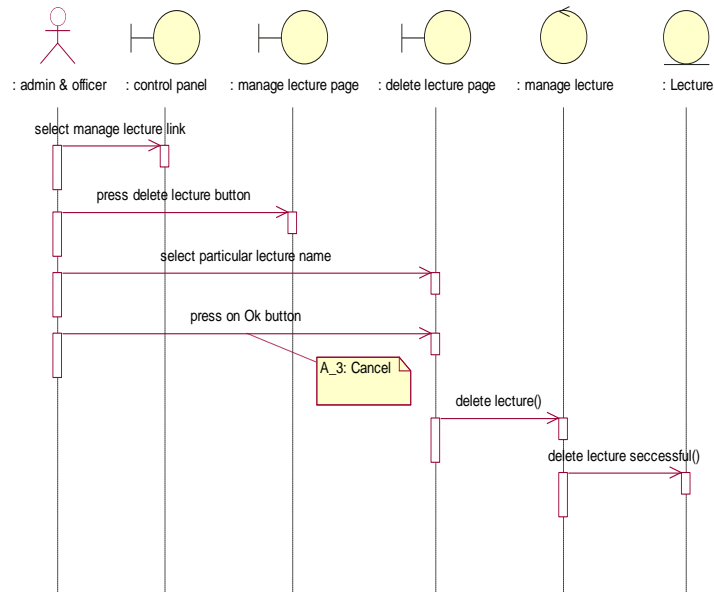 : admin & officer
: control panel
: manage lecture page
: delete lecture page
: manage lecture
: Lecture
select manage lecture link
press delete lecture button
select particular lecture name
press on Ok button
A_3: Cancel
delete lecture()
delete lecture seccessful()